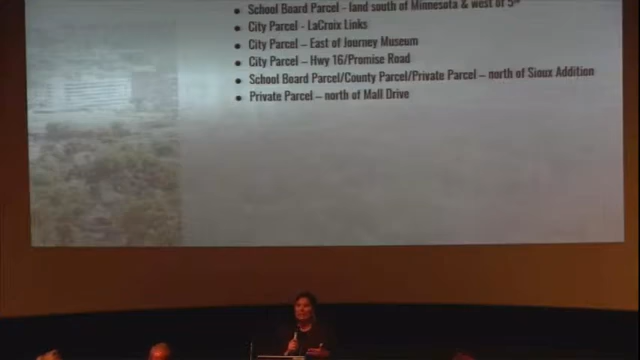 • School Board Parcel - land south of Minnesota & west of 5th
• City Parcel - LaCroix Links
• City Parcel – East of Journey Museum
• City Parcel – Hwy 16/Promise Road
• School Board Parcel/County Parcel/Private Parcel – north of Sioux Addition
• Private Parcel – north of Mall Drive